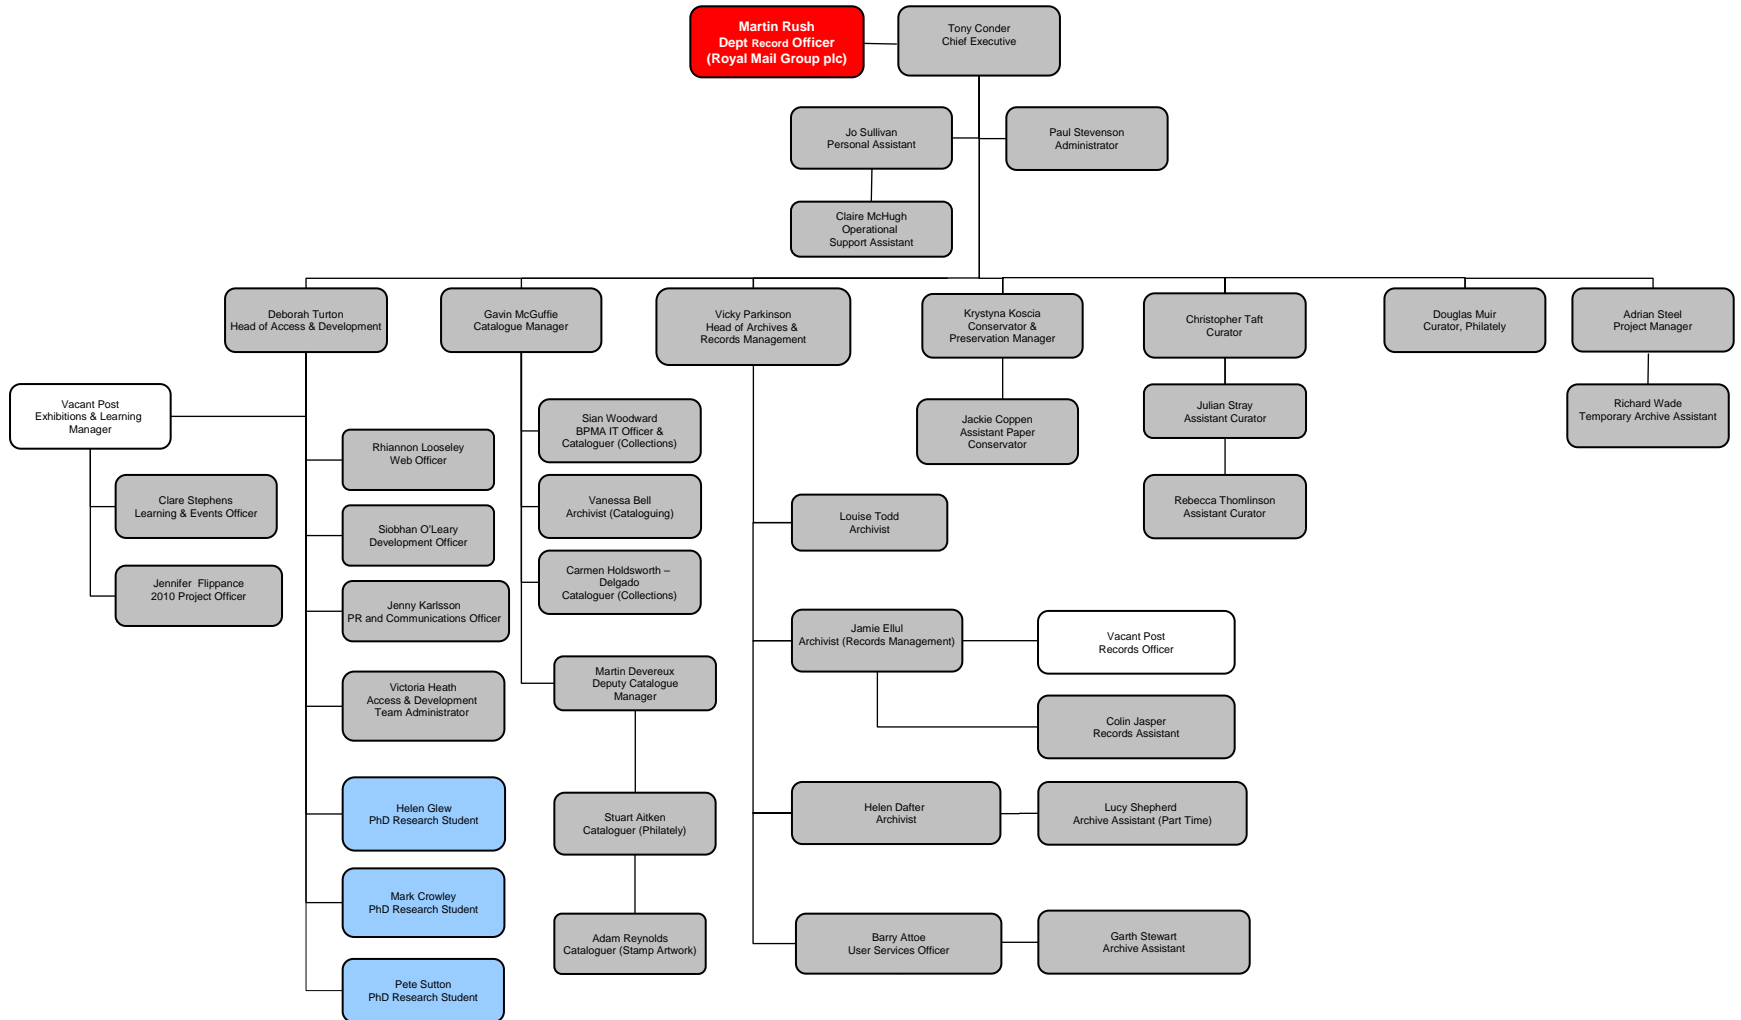 Martin Rush
Dept Record Officer
(Royal Mail Group plc)
Tony Conder
Chief Executive
Jo Sullivan
Personal Assistant
Paul Stevenson
Administrator
Claire McHugh
Operational
Support Assistant
Deborah Turton
Head of Access & Development
Gavin McGuffie
Catalogue Manager
Vicky Parkinson
Head of Archives &
Records Management
Krystyna Koscia
Conservator &
Preservation Manager
Christopher Taft
Curator
Douglas Muir
Curator, Philately
Adrian Steel
Project Manager
Vacant Post
Exhibitions & Learning
Manager
Clare Stephens
Learning & Events Officer
Jennifer  Flippance
2010 Project Officer
Rhiannon Looseley
Web Officer
Siobhan O'Leary
Development Officer
Jenny Karlsson
PR and Communications Officer
Victoria Heath
Access & Development
Team Administrator
Helen Glew
PhD Research Student
Mark Crowley
PhD Research Student
Pete Sutton
PhD Research Student
Sian Woodward
BPMA IT Officer &
Cataloguer (Collections)
Vanessa Bell
Archivist (Cataloguing)
Carmen Holdsworth –
Delgado
Cataloguer (Collections)
Martin Devereux
Deputy Catalogue
Manager
Stuart Aitken
Cataloguer (Philately)
Adam Reynolds
Cataloguer (Stamp Artwork)
Louise Todd
Archivist
Jamie Ellul
Archivist (Records Management)
Vacant Post
Records Officer
Colin Jasper
Records Assistant
Helen Dafter
Archivist
Lucy Shepherd
Archive Assistant (Part Time)
Barry Attoe
User Services Officer
Garth Stewart
Archive Assistant
Jackie Coppen
Assistant Paper
Conservator
Julian Stray
Assistant Curator
Rebecca Thomlinson
Assistant Curator
Richard Wade
Temporary Archive Assistant